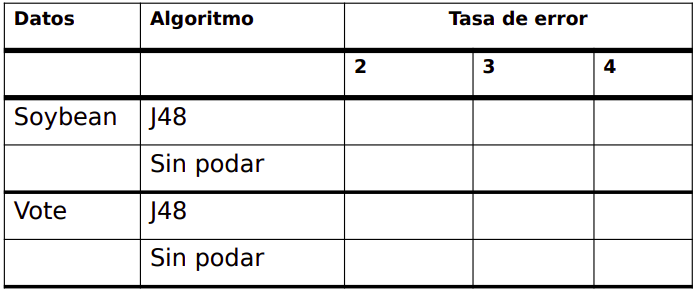 Datos Algoritmo Tasa de error
2 3 4
Soybean J48
Sin podar
Vote J48
Sin podar